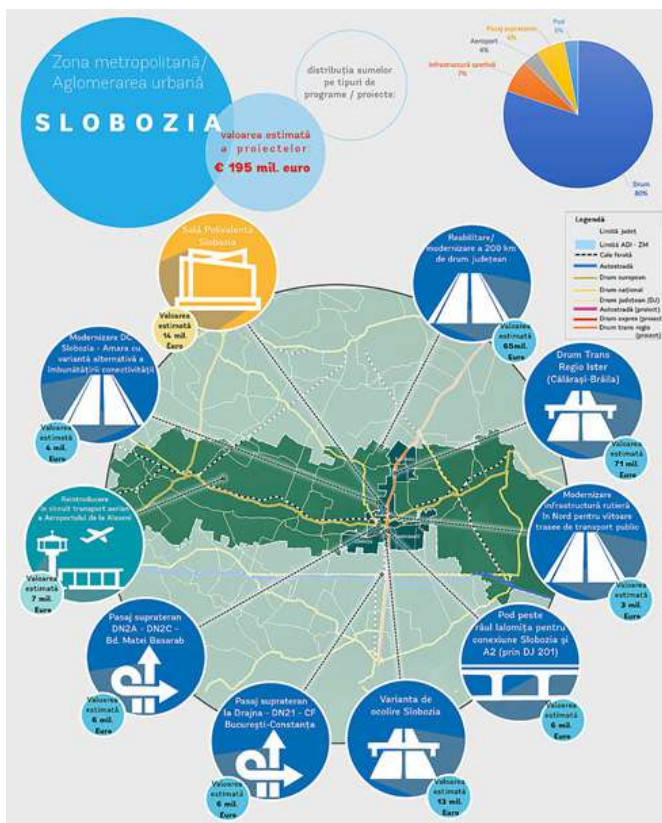 Zona metropolitană/
Aglomerarea urbană
SLOBOZIA
valoarea estimată
a proiectelor:
€ 195 mil. euro
distribuția sumelor
pe tipuri de
programe / proiecte:
Pod
3%
Pasaj suprateran
6%
Aeroport
4%
Infrastructură sportivă
7%
Drum
80%
Legendă
Limită județ
Limită ADI - ZM
Cale ferată
Autostradă
Drum european
Drum național
Drum județean (DJ)
Autostradă (proiect)
Drum expres (proiect)
Drum trans regio
(proiect)
Sală Polivalentă
Slobozia
Valoarea
estimată
14 mil.
Euro
Reabilitare/
modernizare a 200 km
de drum județean
Valoarea
estimată
65mil.
Euro
Modernizare DC
Slobozia - Amara cu
variantă alternativă a
îmbunătățirii conectivității
Valoarea
estimată
4 mil.
Euro
Drum Trans
Regio Ister
(Călărași-Brăila)
Valoarea
estimată
71 mil.
Euro
Reintroducere
in circuit transport aerian
a Aeroportului de la Alexeni
Valoarea
estimată
7 mil.
Euro
Modernizare
infrastructură rutieră
în Nord pentru viitoare
trasee de transport public
Valoarea
estimată
3 mil.
Euro
Pasaj suprateran
DN2A - DN2C -
Bd. Matei Basarab
Valoarea
estimată
6 mil.
Euro
Pod peste
râul Ialomița pentru
conexiune Slobozia și
A2 (prin DJ 201)
Valoarea
estimată
6 mil.
Euro
Pasaj suprateran
la Drajna - DN21 - CF
București-Constanța
Valoarea
estimată
6 mil.
Euro
Varianta de
ocolire Slobozia
Valoarea
estimată
13 mil.
Euro